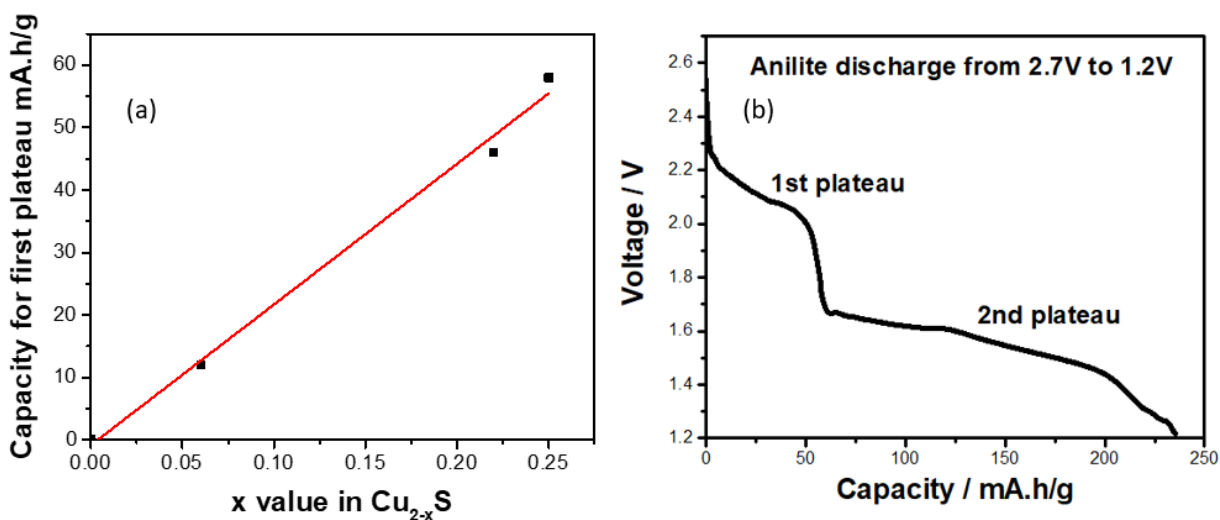 (a)
Capacity for first plateau mA.h/g
60
50
40
30
20
10
0
0.00 0.05 0.10 0.15 0.20 0.25
x value in Cu2-xS
(b)
Anilite discharge from 2.7V to 1.2V
1st plateau
2nd plateau
Voltage / V
2.6
2.4
2.2
2.0
1.8
1.6
1.4
1.2
0 50 100 150 200 250
Capacity / mA.h/g